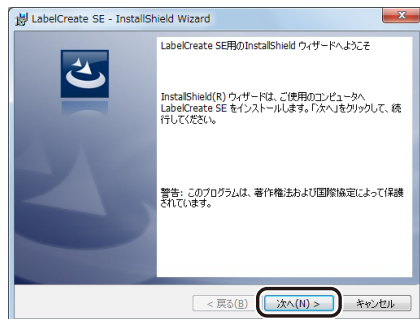 LabelCreate SE - InstallShield Wizard
LabelCreate SE用のInstallShield ウィザードへようこそ
InstallShield(R) ウィザードは、ご使用のコンピュータへ
LabelCreate SE をインストールします。「次へ」をクリックして、続
行してください。
警告: このプログラムは、著作権法および国際協定によって保護
されています。
< 戻る(B)
次へ(N) >
キャンセル